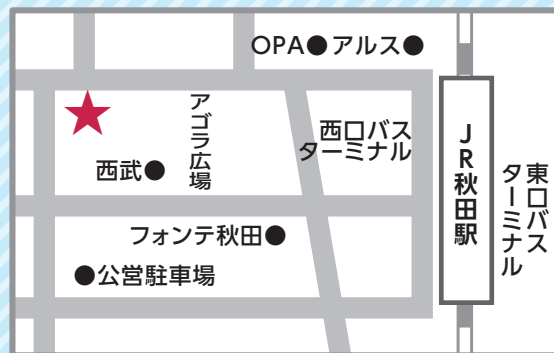 OPA●アルス●
アゴラ広場
西武●
西口バス
ターミナル
JR秋田駅
東口バス
ターミナル
フォンテ秋田●
●公営駐車場